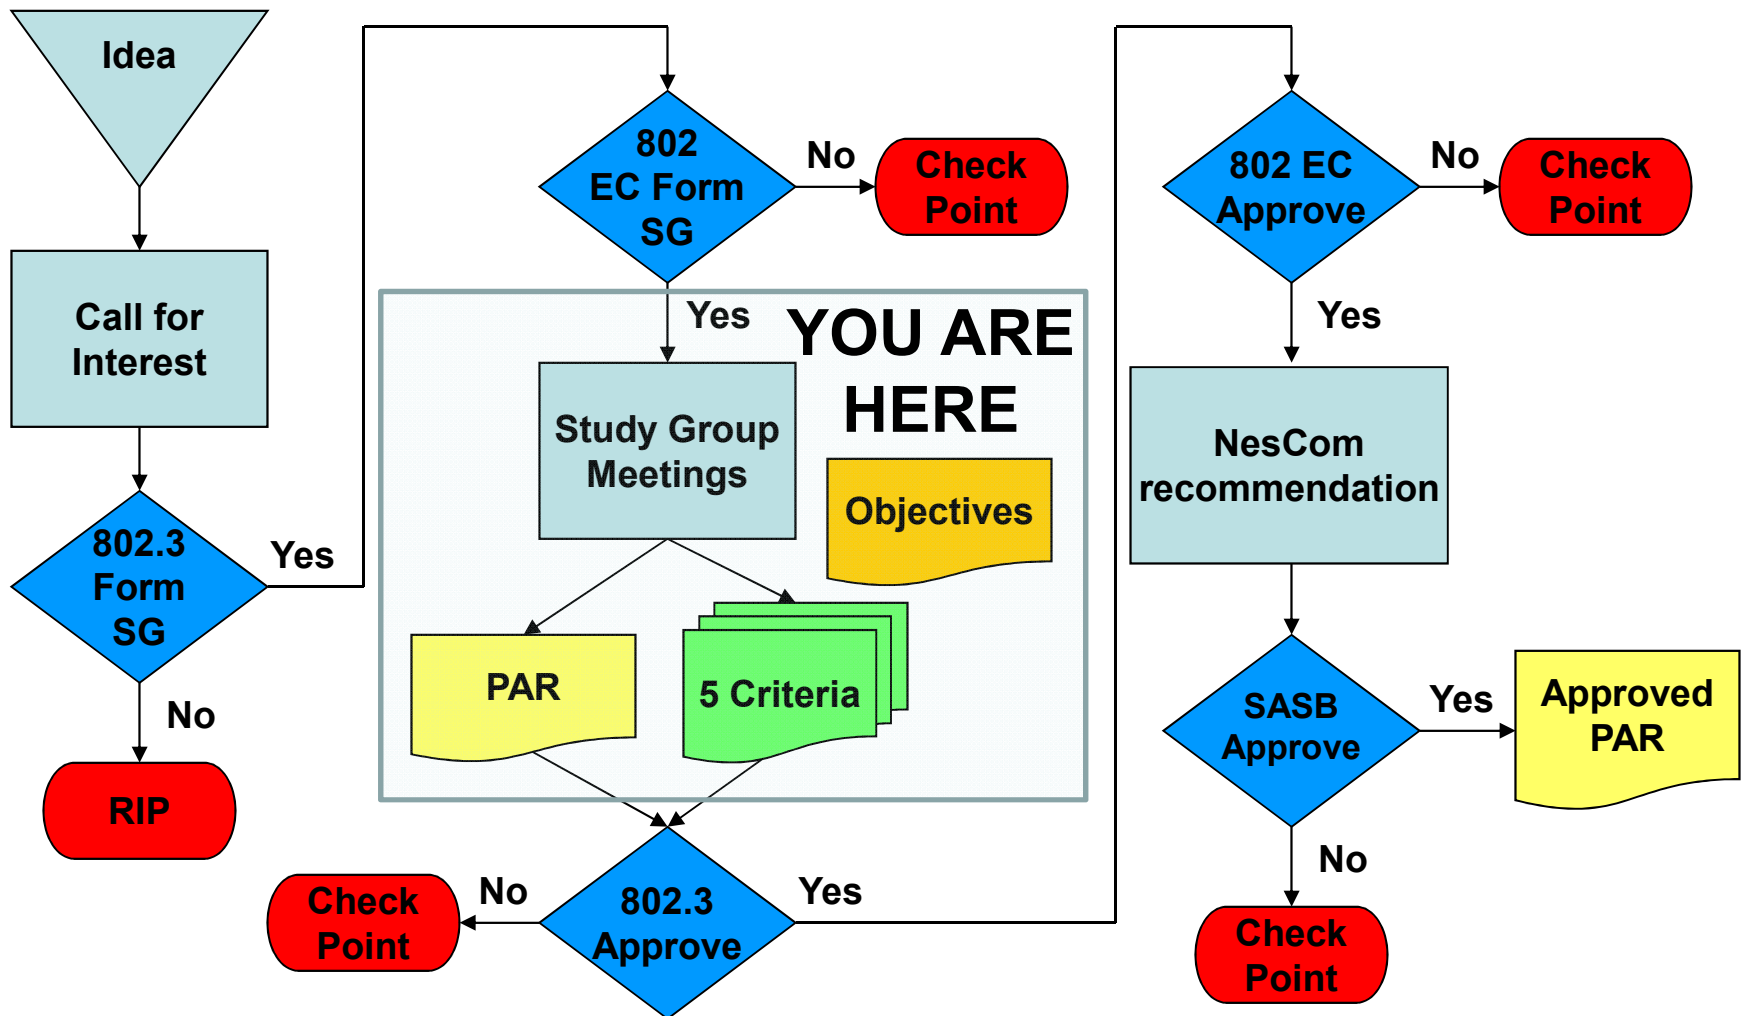 Idea
Call for
Interest
802.3
Form
SG
Yes
No
RIP
802
EC Form
SG
No
Check
Point
Yes
YOU ARE
HERE
Study Group
Meetings
Objectives
PAR
5 Criteria
802.3
Approve
No
Check
Point
Yes
802 EC
Approve
No
Check
Point
Yes
NesCom
recommendation
SASB
Approve
Yes
Approved
PAR
No
Check
Point